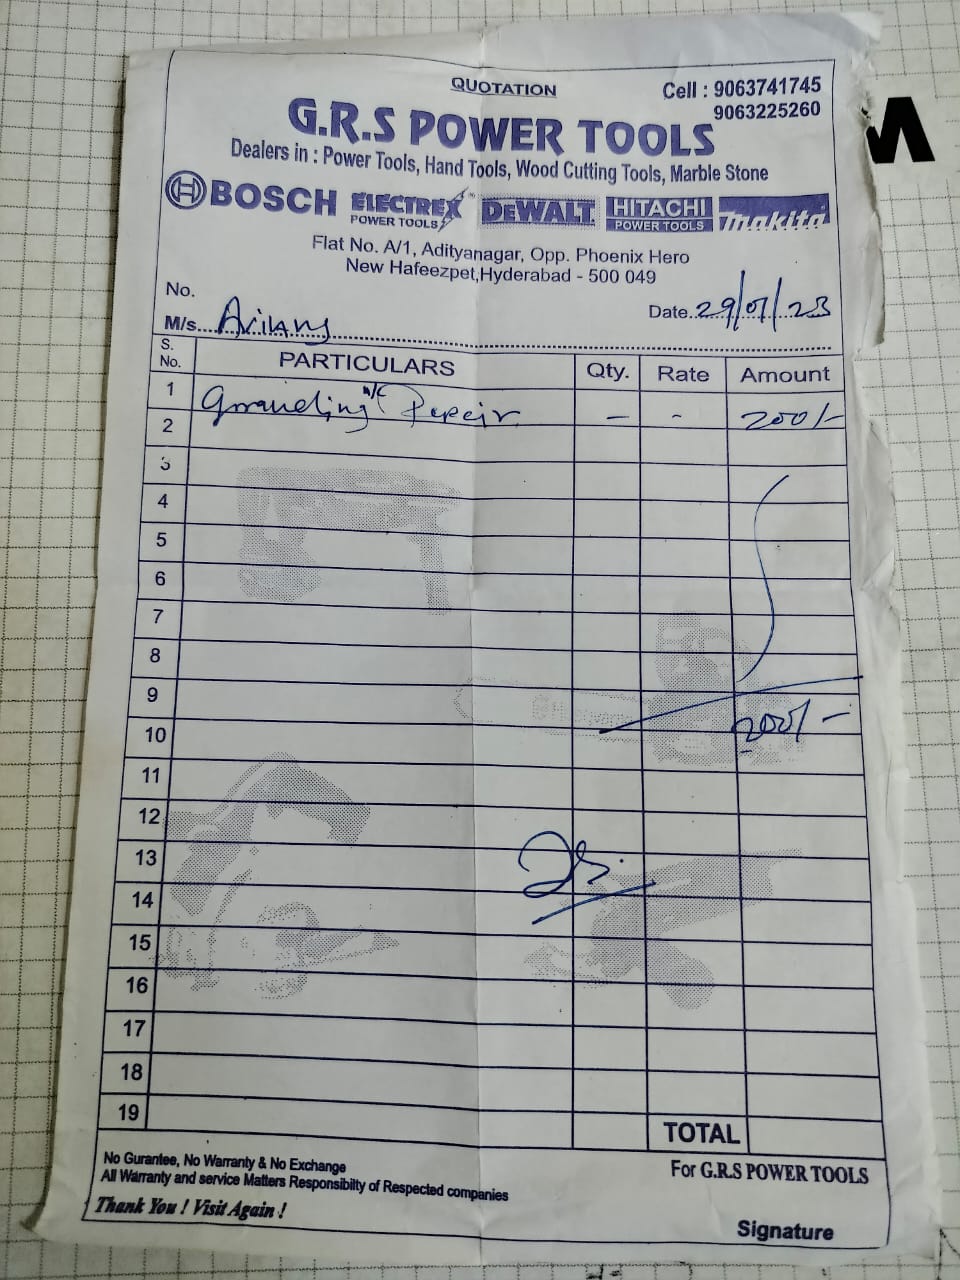 QUOTATION
Cell : 9063741745
9063225260
G.R.S POWER TOOLS
Dealers in : Power Tools, Hand Tools, Wood Cutting Tools, Marble Stone
BOSCH ELECTREX POWER TOOLS DEWALT HITACHI POWER TOOLS makita
Flat No. A/1, Adityanagar, Opp. Phoenix Hero
New Hafeezpet,Hyderabad - 500 049
No.
Date 29/07/23
M/s.
S. No. PARTICULARS Qty. Rate Amount
1 Graunding M/C Repair - - 200/-
2
3
4
5
6
7
8
9
200/-
10
11
12
13
14
15
16
17
18
19
TOTAL
No Gurantee, No Warranty & No Exchange
For G.R.S POWER TOOLS
All Warranty and service Matters Responsibilty of Respected companies
Thank You ! Visit Again !
Signature